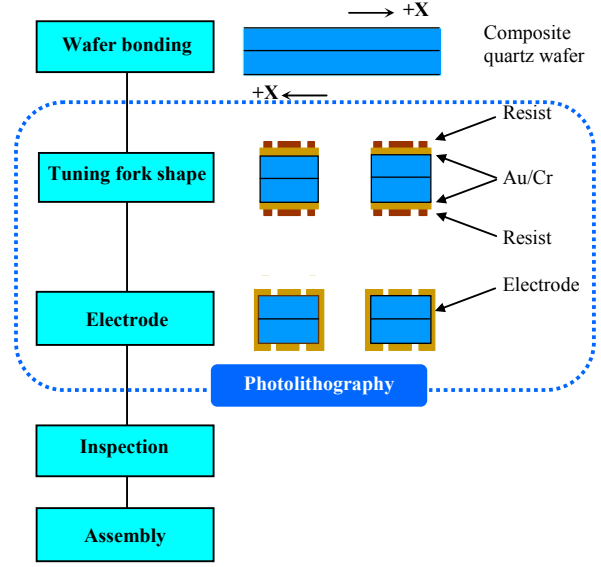 +X
Wafer bonding
Composite
quartz wafer
+X
Resist
Tuning fork shape
Au/Cr
Resist
Electrode
Electrode
Photolithography
Inspection
Assembly